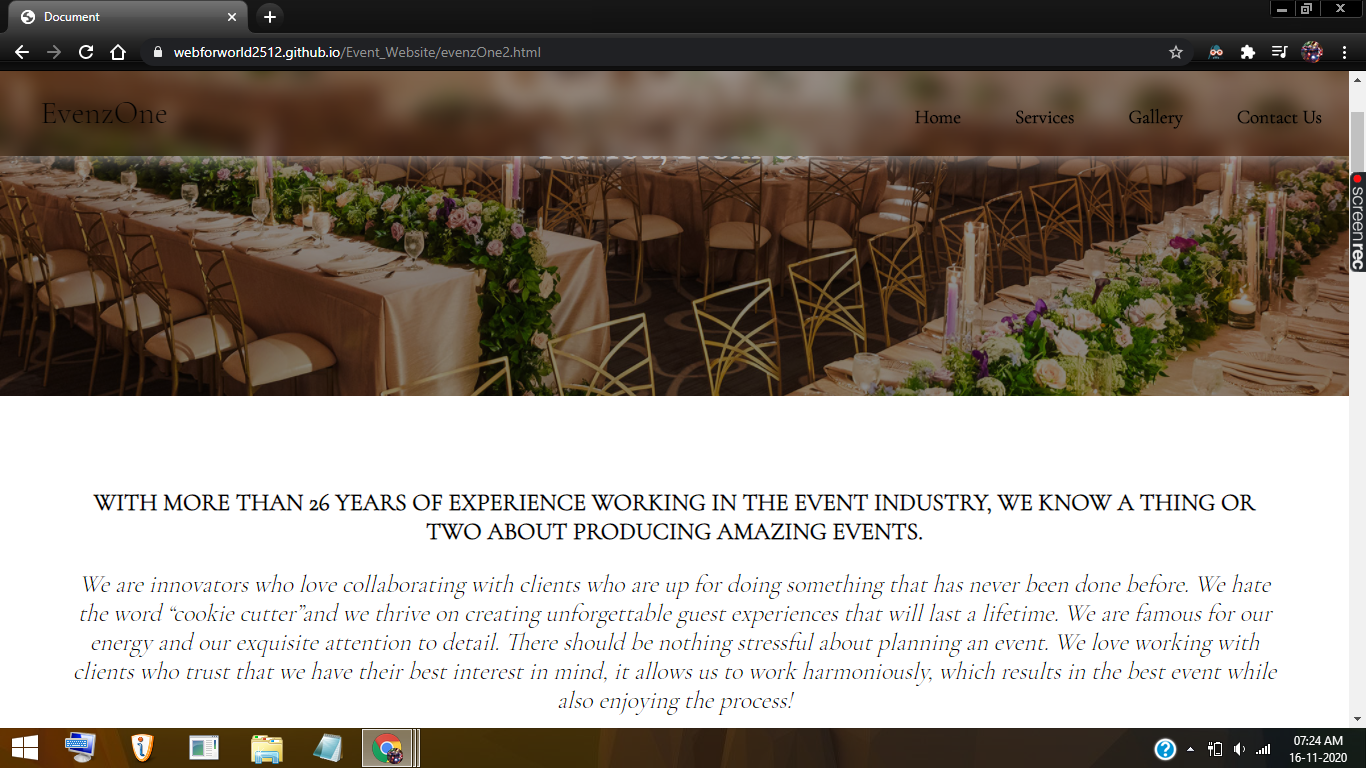 Document
webforworld2512.github.io/Event_Website/evenzOne2.html
EvenzOne
Home Services Gallery Contact Us
WITH MORE THAN 26 YEARS OF EXPERIENCE WORKING IN THE EVENT INDUSTRY, WE KNOW A THING OR
TWO ABOUT PRODUCING AMAZING EVENTS.
We are innovators who love collaborating with clients who are up for doing something that has never been done before. We hate
the word “cookie cutter”and we thrive on creating unforgettable guest experiences that will last a lifetime. We are famous for our
energy and our exquisite attention to detail. There should be nothing stressful about planning an event. We love working with
clients who trust that we have their best interest in mind, it allows us to work harmoniously, which results in the best event while
also enjoying the process!
screenrec
07:24 AM
16-11-2020